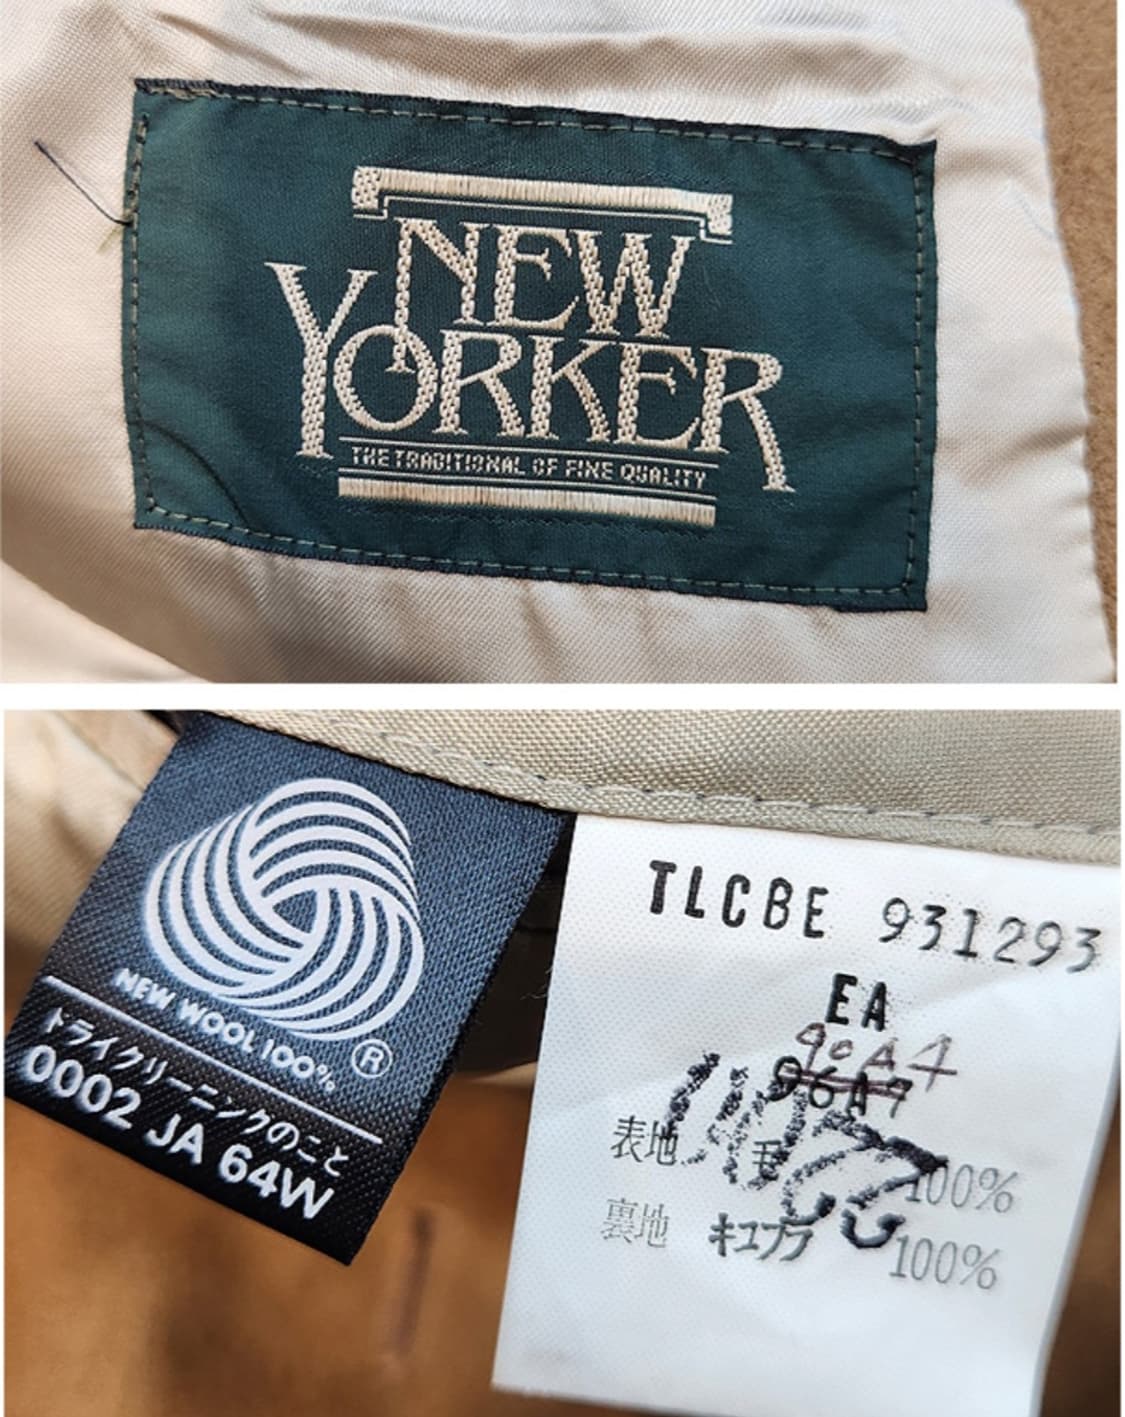 NEW
YORKER
THE TRADITIONAL OF FINE QUALITY
NEW WOOL 100%
®
トライクリーニングのこと
0002 JA 64W
TLCBE 931293
EA
90A4
96A7
表地 毛 100%
裏地 キュプラ 100%